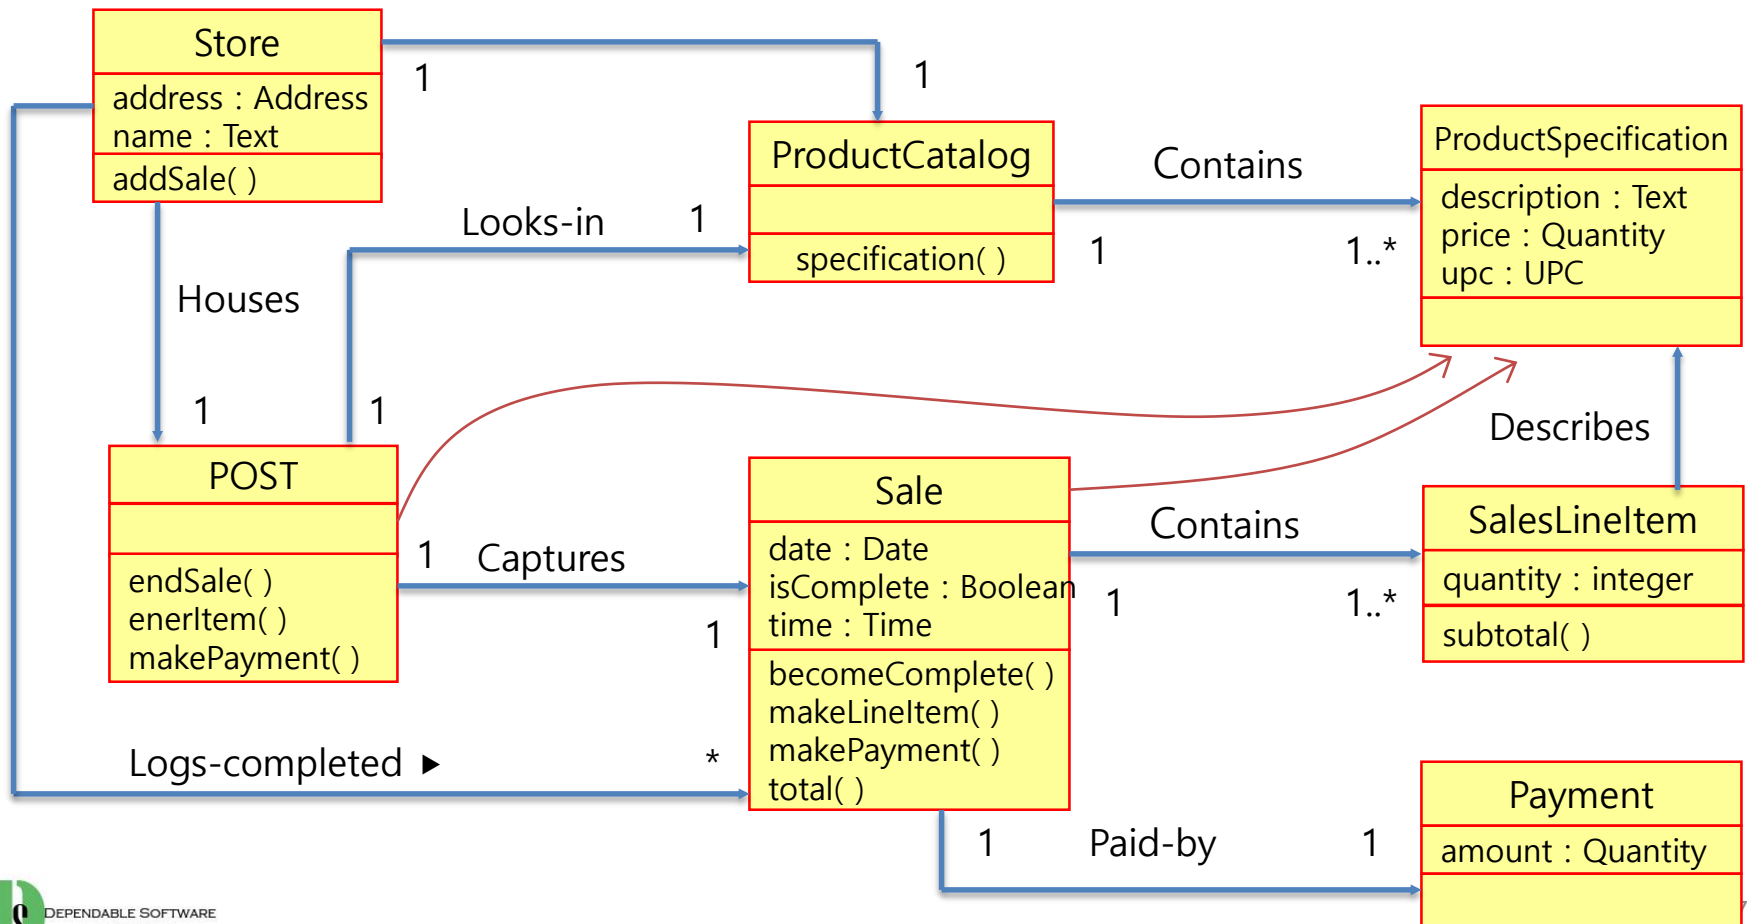 Store
address : Address
name : Text
addSale( )
1
1
ProductCatalog
specification( )
Contains
1
1..*
ProductSpecification
description : Text
price : Quantity
upc : UPC
Looks-in
1
Houses
1
1
Describes
POST
endSale( )
enerItem( )
makePayment( )
1
Captures
1
Sale
date : Date
isComplete : Boolean
time : Time
becomeComplete( )
makeLineItem( )
makePayment( )
total( )
Contains
1
1..*
SalesLineItem
quantity : integer
subtotal( )
Logs-completed ▶
*
1
Paid-by
1
Payment
amount : Quantity
DEPENDABLE SOFTWARE